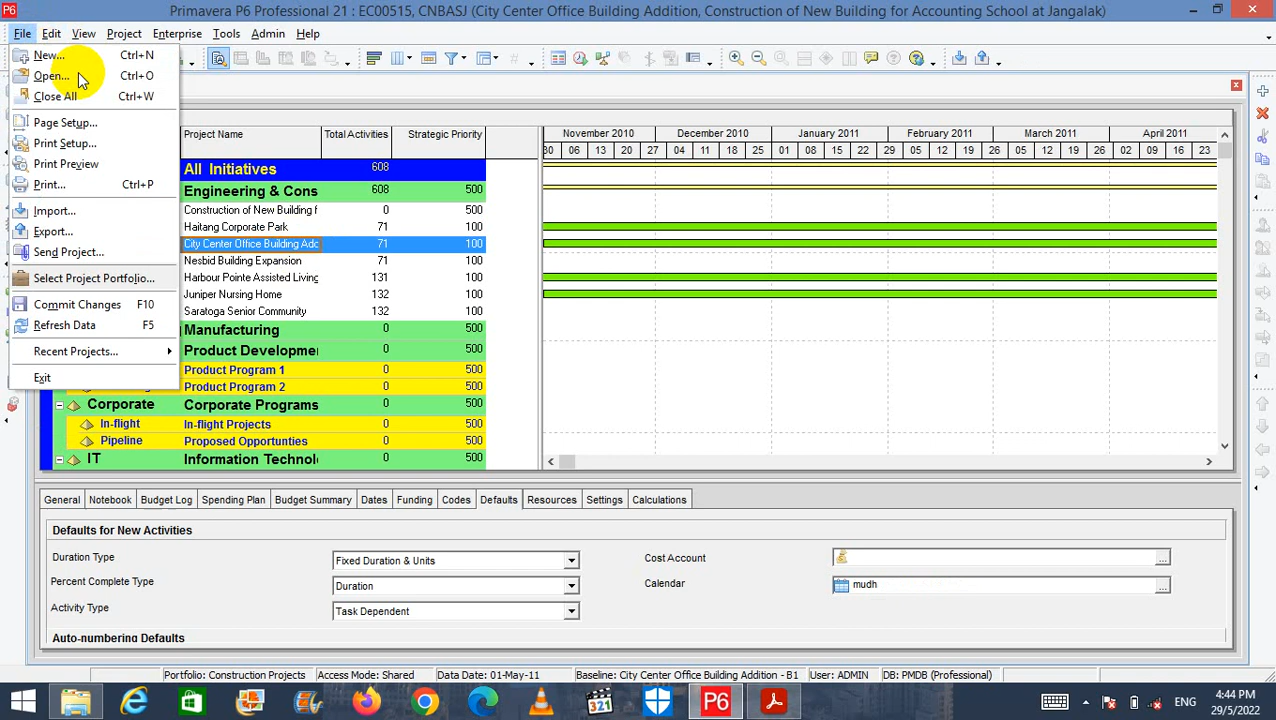 P6 Primavera P6 Professional 21 : EC00515, CNBASJ (City Center Office Building Addition, Construction of New Building for Accounting School at Jangalak)
File Edit View Project Enterprise Tools Admin Help
New... Ctrl+N
Open... Ctrl+O
Close All Ctrl+W
Page Setup...
Print Setup...
Print Preview
Print... Ctrl+P
Import...
Export...
Send Project...
Select Project Portfolio...
Commit Changes F10
Refresh Data F5
Recent Projects...
Exit
Project Name Total Activities Strategic Priority November 2010 December 2010 January 2011 February 2011 March 2011 April 2011
30 06 13 20 27 04 11 18 25 01 08 15 22 29 05 12 19 26 05 12 19 26 02 09 16 23
All Initiatives 608
Engineering & Cons 608 500
Construction of New Building f 0 500
Haitang Corporate Park 71 100
City Center Office Building Adc 71 100
Nesbid Building Expansion 71 100
Harbour Pointe Assisted Living 131 100
Juniper Nursing Home 132 100
Saratoga Senior Community 132 100
Manufacturing 0 500
Product Developme 0 500
Product Program 1 0 500
Product Program 2 0 500
Corporate Corporate Programs 0 500
In-flight In-flight Projects 0 500
Pipeline Proposed Opportunties 0 500
IT Information Technol 0 500
General Notebook Budget Log Spending Plan Budget Summary Dates Funding Codes Defaults Resources Settings Calculations
Defaults for New Activities
Duration Type Fixed Duration & Units Cost Account
Percent Complete Type Duration Calendar mudh
Activity Type Task Dependent
Auto-numbering Defaults
Portfolio: Construction Projects Access Mode: Shared Data Date: 01-May-11 Baseline: City Center Office Building Addition - B1 User: ADMIN DB: PMDB (Professional)
321
P6
ENG
4:44 PM
29/5/2022